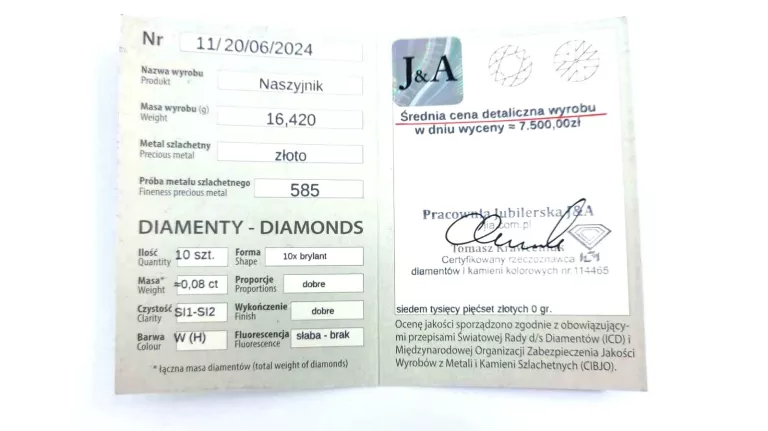 Nr 11/20/06/2024
Nazwa wyrobu
Produkt
Naszyjnik
Masa wyrobu (g)
Weight
16,420
Metal szlachetny
Precious metal
złoto
Próba metalu szlachetnego
Fineness precious metal
585
DIAMENTY - DIAMONDS
Ilość
Quantity
10 szt.
Forma
Shape
10x brylant
Masa*
Weight
≈0,08 ct
Proporcje
Proportions
dobre
Czystość
Clarity
SI1-SI2
Wykończenie
Finish
dobre
Barwa
Colour
W (H)
Fluorescencja
Fluorescence
słaba - brak
* łączna masa diamentów (total weight of diamonds)
J&A
Średnia cena detaliczna wyrobu
w dniu wyceny ≈ 7.500,00zł
Pracownia Jubilerska J&A
Tomasz
Certyfikowany rzeczoznawca
diamentów i kamieni kolorowych nr.114465
siedem tysięcy pięćset złotych 0 gr.
Ocenę jakości sporządzono zgodnie z obowiązujący-
mi przepisami Światowej Rady d/s Diamentów (ICD) i
Międzynarodowej Organizacji Zabezpieczenia Jakości
Wyrobów z Metali i Kamieni Szlachetnych (CIBJO).